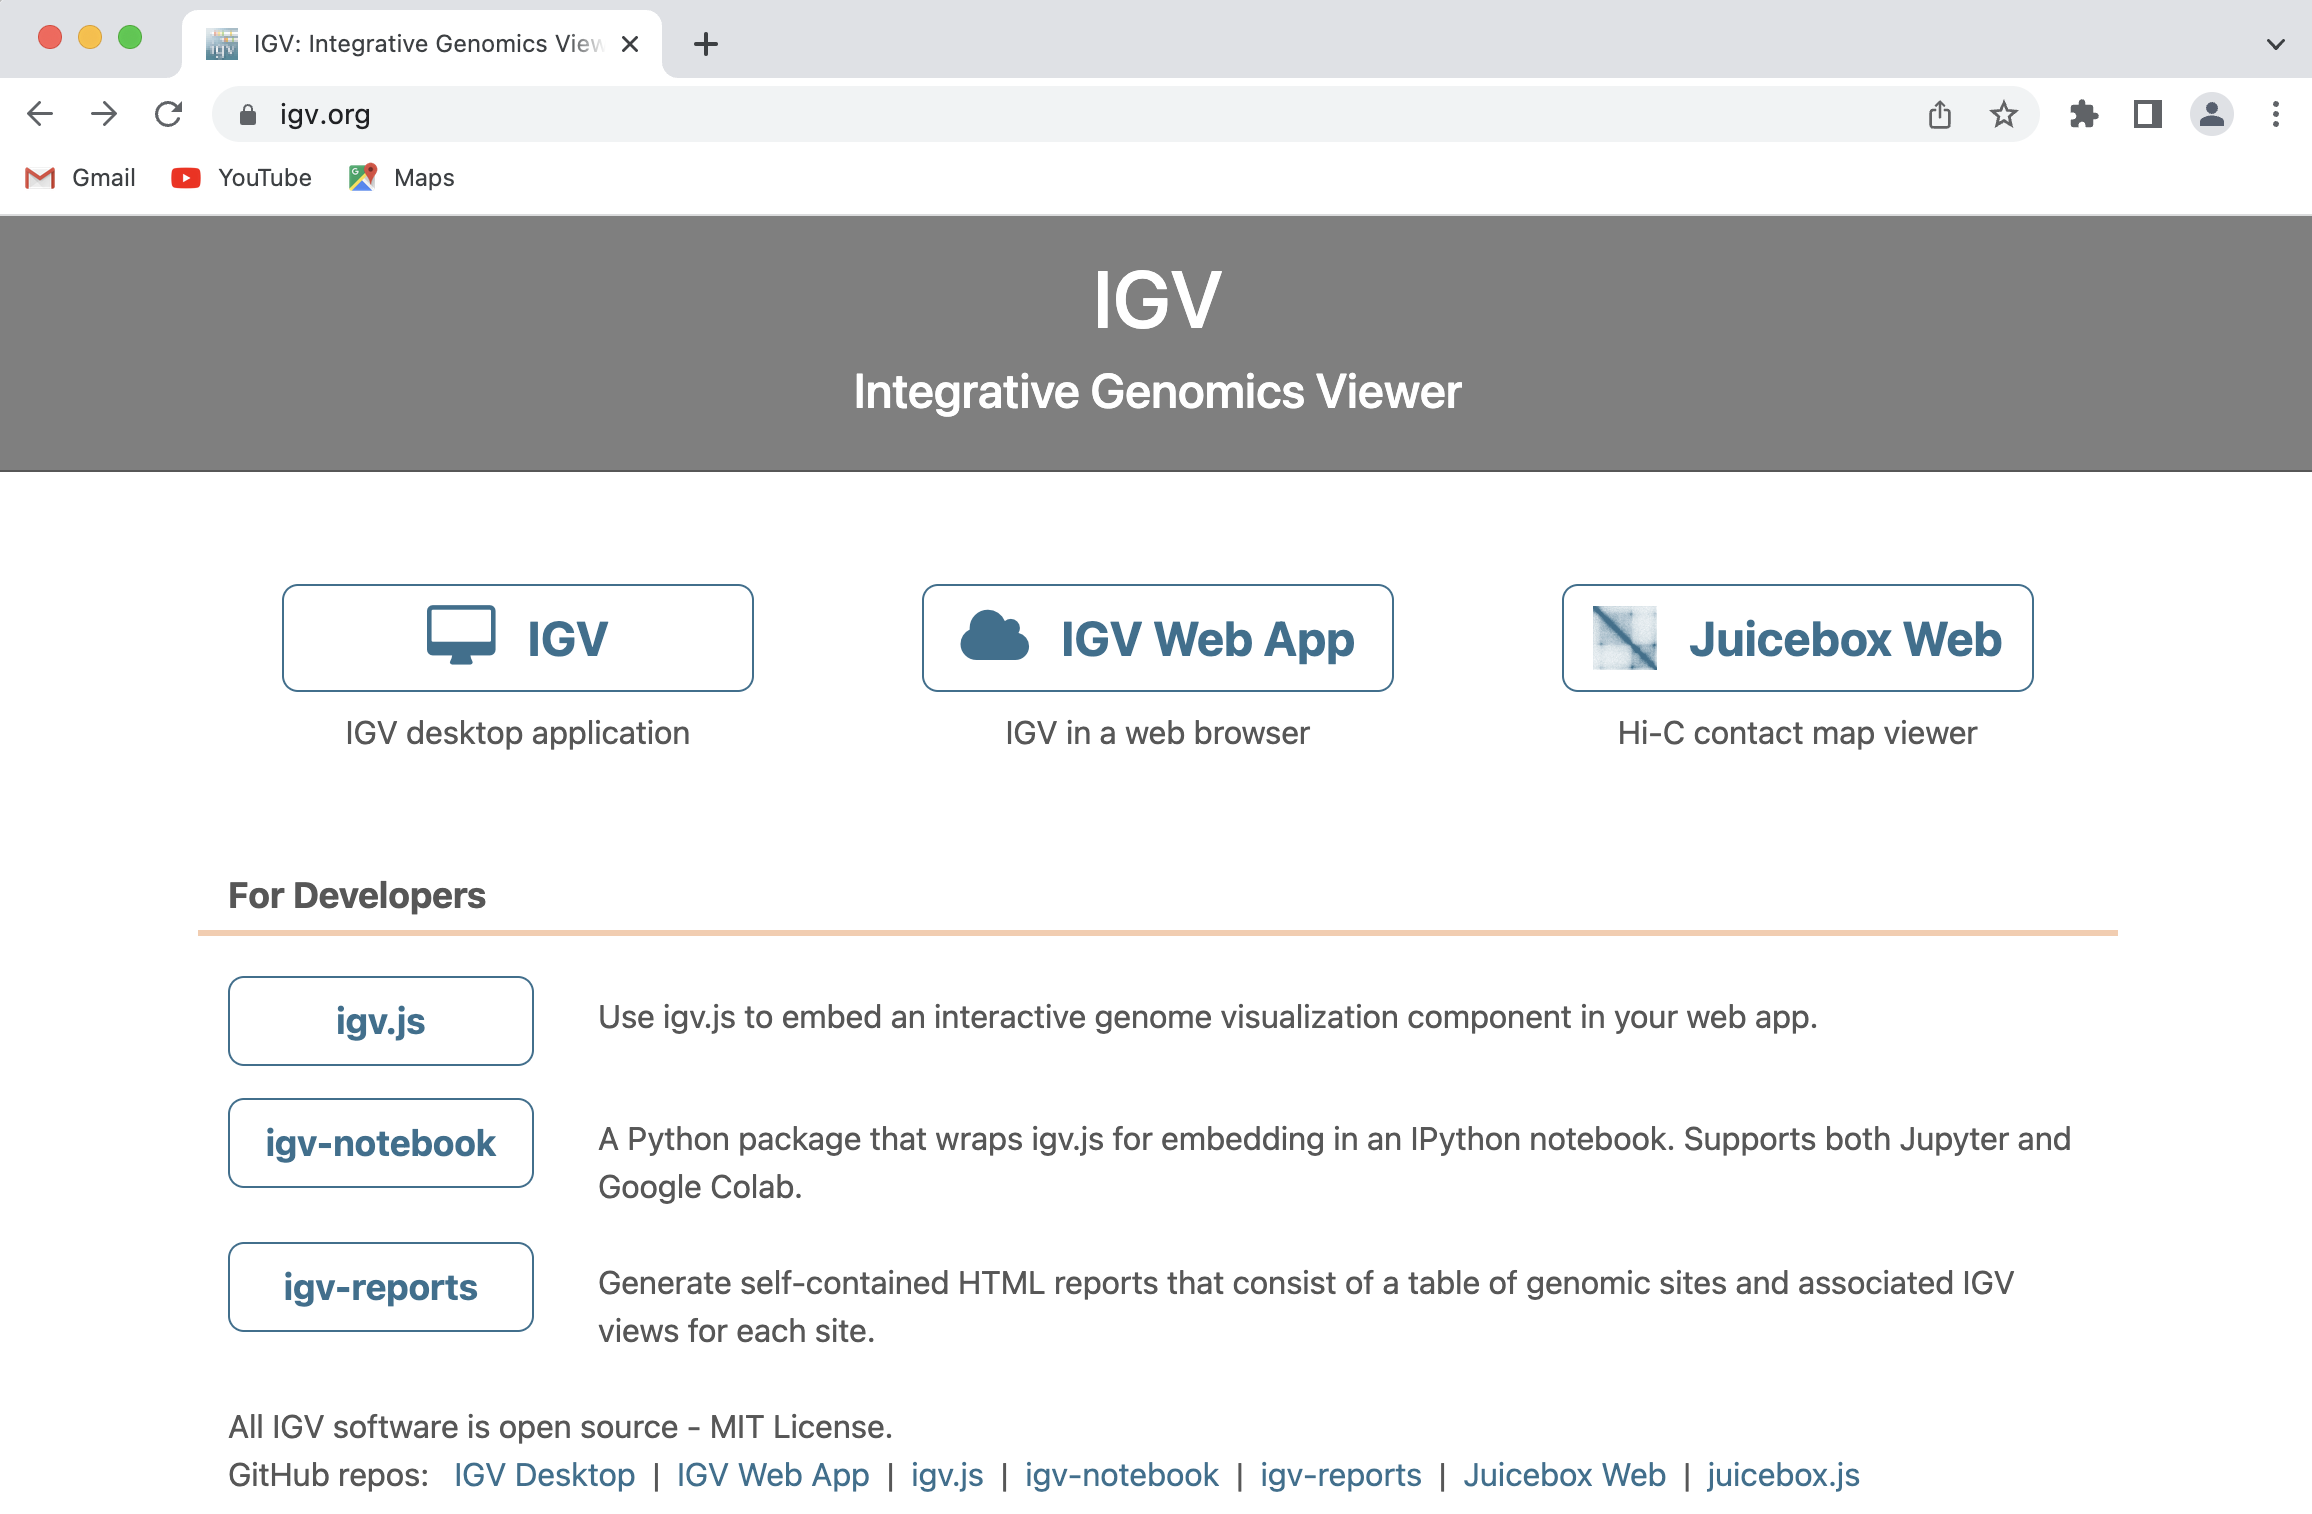 IGV: Integrative Genomics View
igv.org
Gmail YouTube Maps
IGV
Integrative Genomics Viewer
IGV IGV Web App Juicebox Web
IGV desktop application IGV in a web browser Hi-C contact map viewer
For Developers
igv.js Use igv.js to embed an interactive genome visualization component in your web app.
igv-notebook A Python package that wraps igv.js for embedding in an IPython notebook. Supports both Jupyter and
Google Colab.
igv-reports Generate self-contained HTML reports that consist of a table of genomic sites and associated IGV
views for each site.
All IGV software is open source - MIT License.
GitHub repos: IGV Desktop | IGV Web App | igv.js | igv-notebook | igv-reports | Juicebox Web | juicebox.js